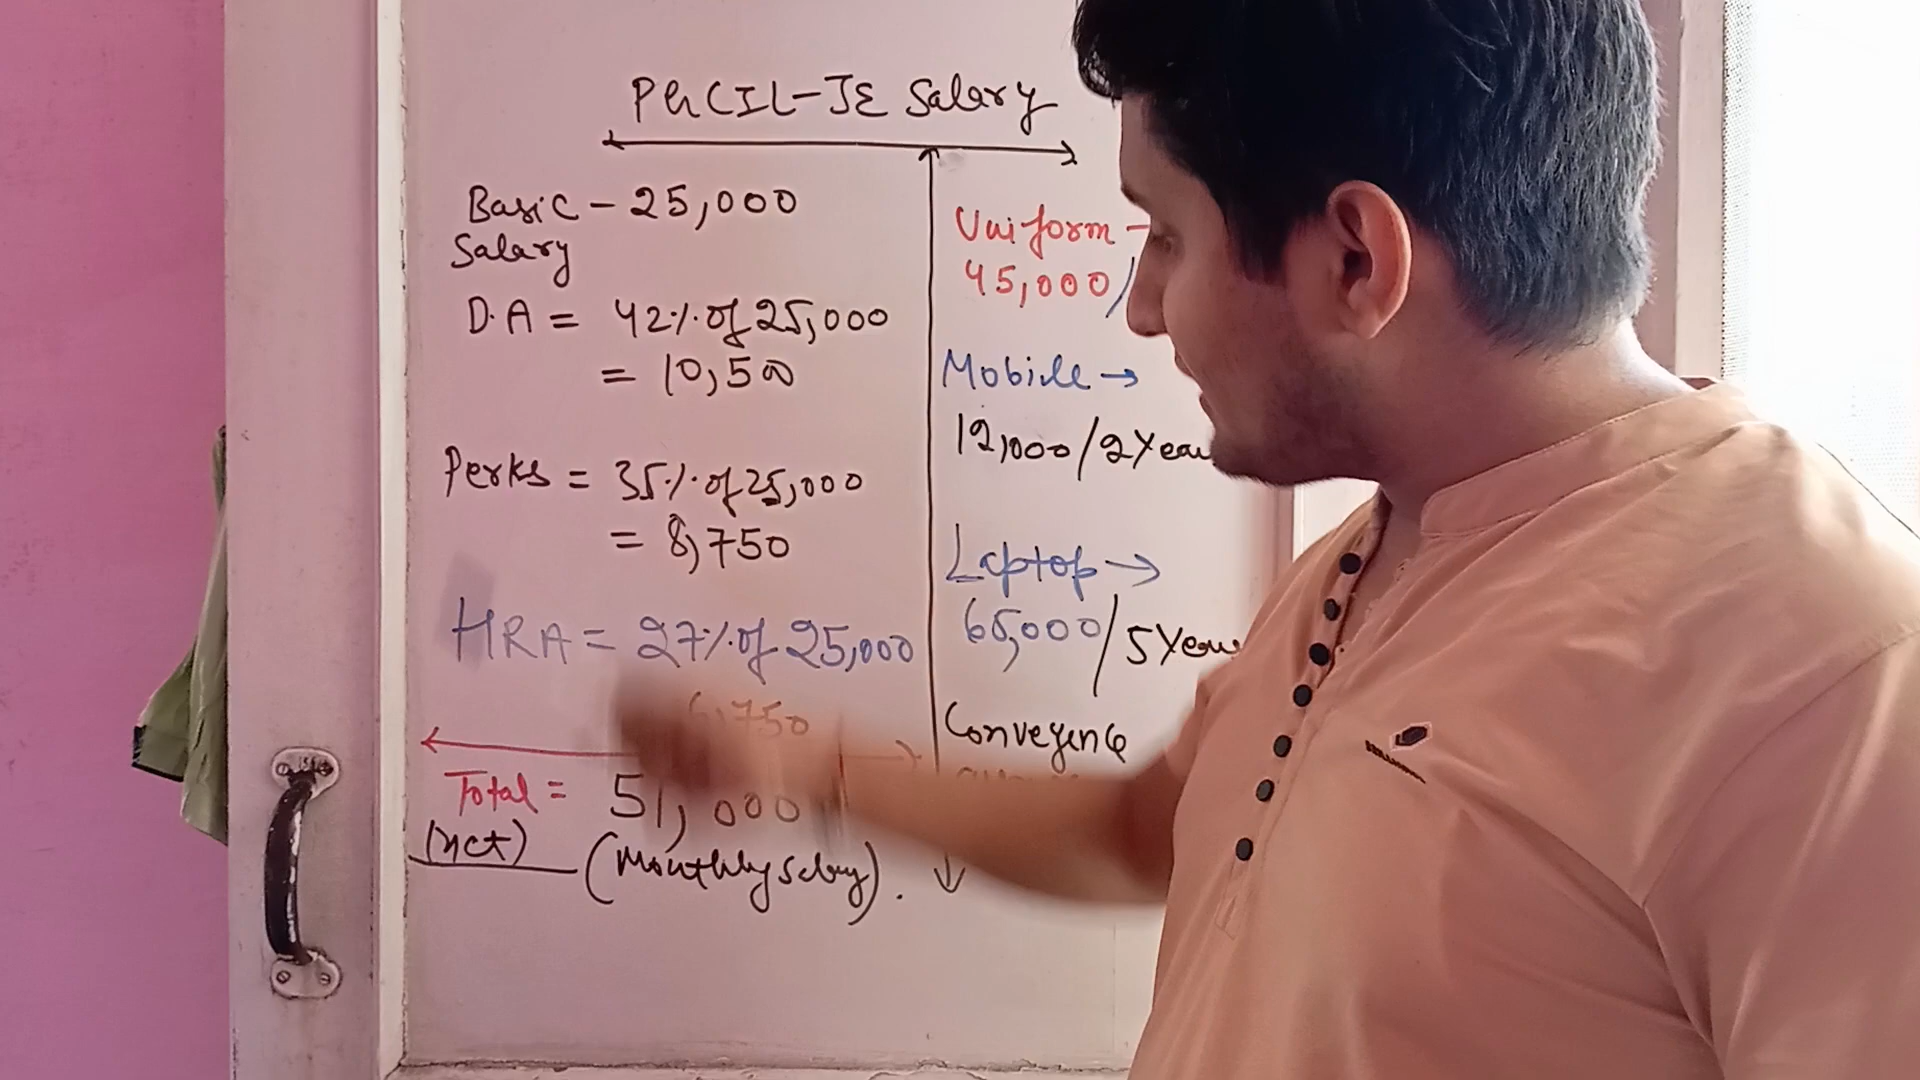 PGCIL-JE Salary
Basic - 25,000
Salary
D.A = 42% of 25,000
= 10,500
Perks = 35% of 25,000
= 8,750
HRA = 27% of 25,000
6,750
Total = 51,000
(net)
(Monthly Salary).
Uniform -
45,000/
Mobile →
12,000/2 Year
Laptop →
65,000/5 Year